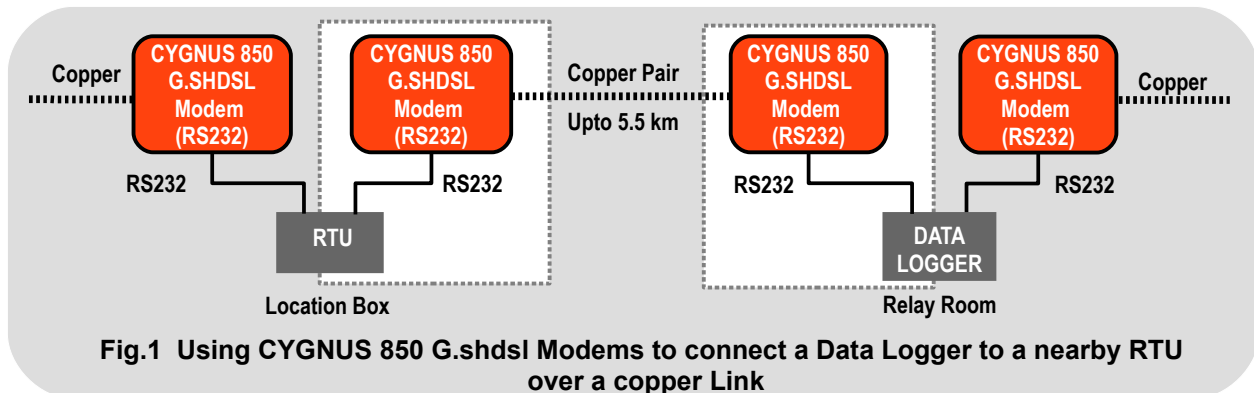 Copper
CYGNUS 850
G.SHDSL
Modem
(RS232)
CYGNUS 850
G.SHDSL
Modem
(RS232)
Copper Pair
Upto 5.5 km
CYGNUS 850
G.SHDSL
Modem
(RS232)
CYGNUS 850
G.SHDSL
Modem
(RS232)
Copper
RS232
RS232
RS232
RS232
RTU
DATA
LOGGER
Location Box
Relay Room
Fig.1 Using CYGNUS 850 G.shdsl Modems to connect a Data Logger to a nearby RTU
over a copper Link